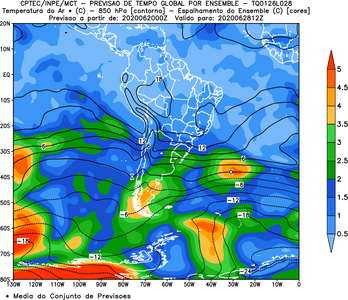 CPTEC/INPE/MCT - PREVISAO DE TEMPO GLOBAL POR ENSEMBLE - TQ0126L028
Temperatura do Ar * (C) - 850 hPa [contorno] - Espalhamento do Ensemble (C) [cores]
Previsao a partir de: 2020062000Z Valido para: 2020062812Z
20N
10N
EQ
10S
20S
30S
40S
50S
60S
70S
80S
130W 120W 110W 100W 90W 80W 70W 60W 50W 40W 30W 20W 10W 0
18
12
12
6
6
-6
-6
-12
-18
-18
-12
-24
5
4.5
4
3.5
3
2.5
2
1.5
1
0.5
* Media do Conjunto de Previsoes